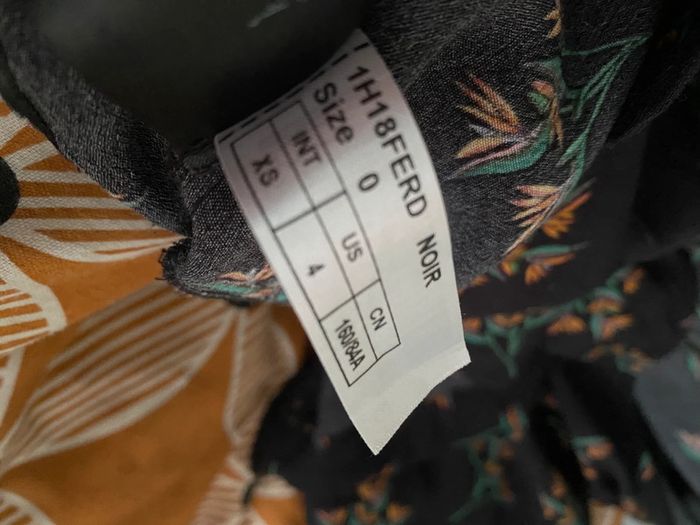 1H18FERD NOIR
Size 0
INT US CN
XS 4 160/84A